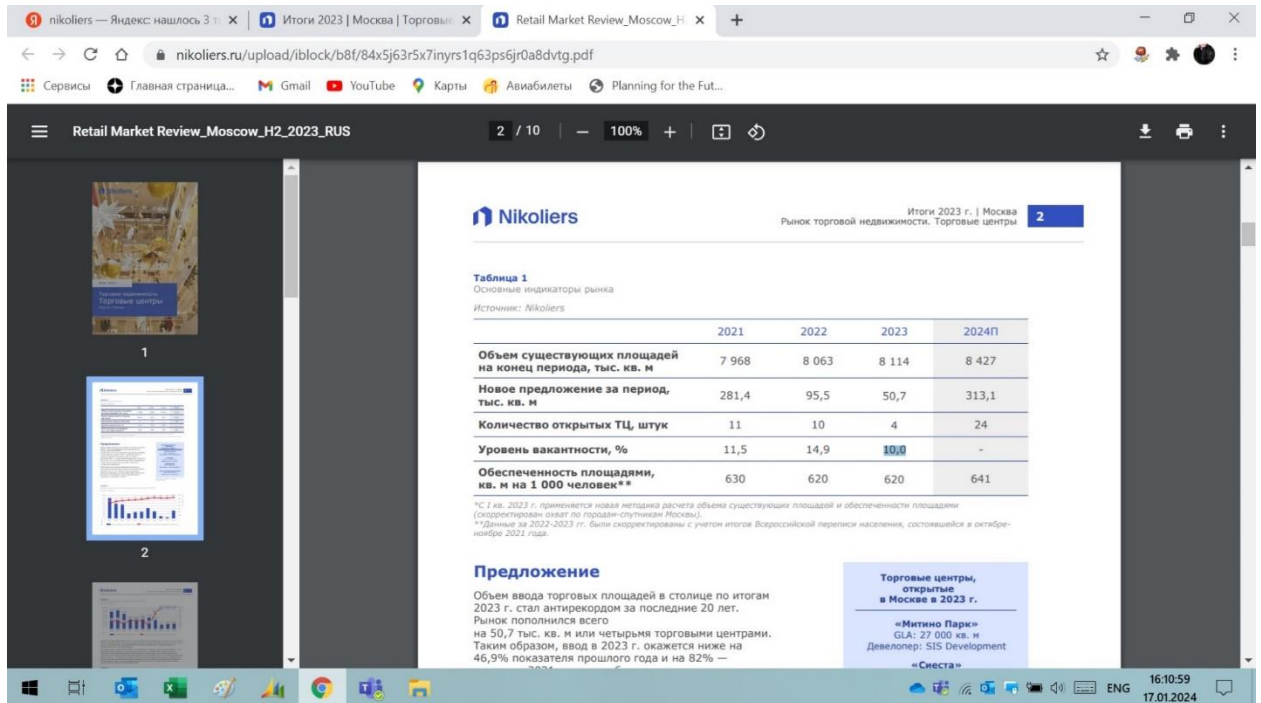 nikoliers — Яндекс: нашлось 3 т
Итоги 2023 | Москва | Торговые
Retail Market Review_Moscow_H
nikoliers.ru/upload/iblock/b8f/84x5j63r5x7inyrs1q63ps6jr0a8dvtg.pdf
Сервисы Главная страница... Gmail YouTube Карты Авиабилеты Planning for the Fut...
Retail Market Review_Moscow_H2_2023_RUS 2 / 10 100%
Nikoliers
Итоги 2023 г. | Москва
Рынок торговой недвижимости. Торговые центры 2
Таблица 1
Основные индикаторы рынка
Источник: Nikoliers
2021 2022 2023 2024П
Объем существующих площадей
на конец периода, тыс. кв. м 7 968 8 063 8 114 8 427
Новое предложение за период,
тыс. кв. м 281,4 95,5 50,7 313,1
Количество открытых ТЦ, штук 11 10 4 24
Уровень вакантности, % 11,5 14,9 10,0 -
Обеспеченность площадями,
кв. м на 1 000 человек** 630 620 620 641
*С I кв. 2023 г. применяется новая методика расчета объема существующих площадей и обеспеченности площадями
(скорректирован охват по городам-спутникам Москвы).
**Данные за 2022-2023 гг. были скорректированы с учетом итогов Всероссийской переписи населения, состоявшейся в октябре-
ноябре 2021 года.
Предложение
Объем ввода торговых площадей в столице по итогам
2023 г. стал антирекордом за последние 20 лет.
Рынок пополнился всего
на 50,7 тыс. кв. м или четырьмя торговыми центрами.
Таким образом, ввод в 2023 г. окажется ниже на
46,9% показателя прошлого года и на 82% —
Торговые центры,
открытые
в Москве в 2023 г.
«Митино Парк»
GLA: 27 000 кв. м
Девелопер: SIS Development
«Сиеста»
Nikoliers
Торговые центры
1
2
ENG
16:10:59
17.01.2024